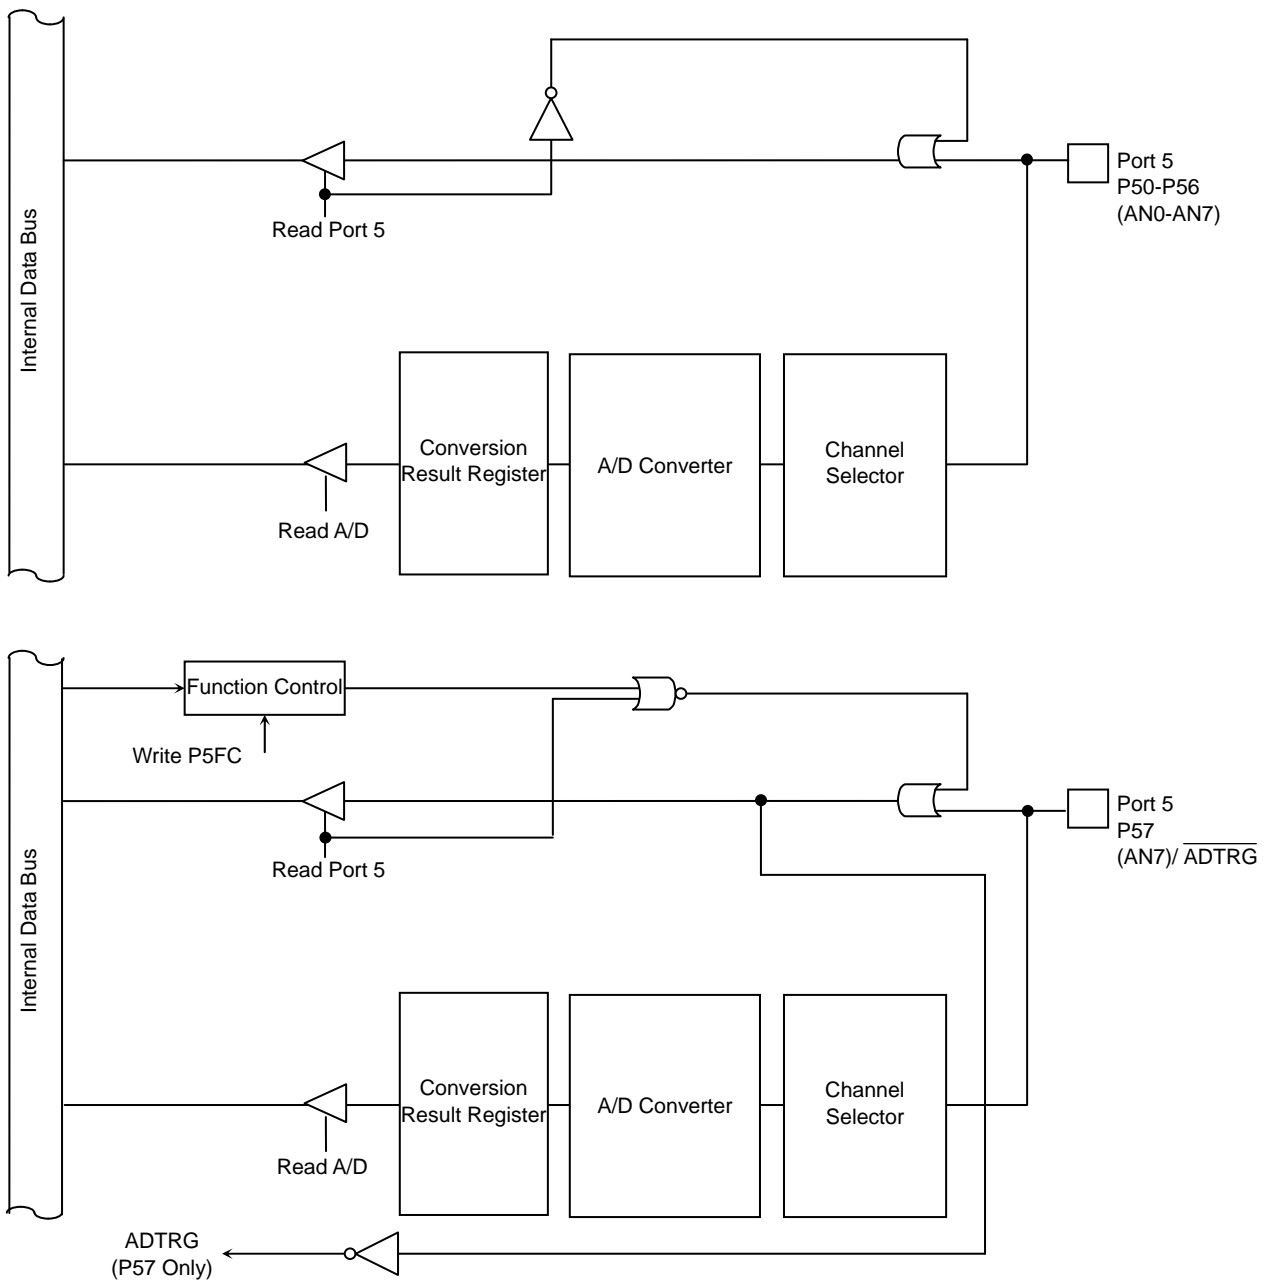 Internal Data Bus
Read Port 5
Port 5
P50-P56
(AN0-AN7)
Conversion
Result Register
A/D Converter
Channel
Selector
Read A/D
Internal Data Bus
Function Control
Write P5FC
Read Port 5
Port 5
P57
(AN7)/ ADTRG
Conversion
Result Register
A/D Converter
Channel
Selector
Read A/D
ADTRG
(P57 Only)